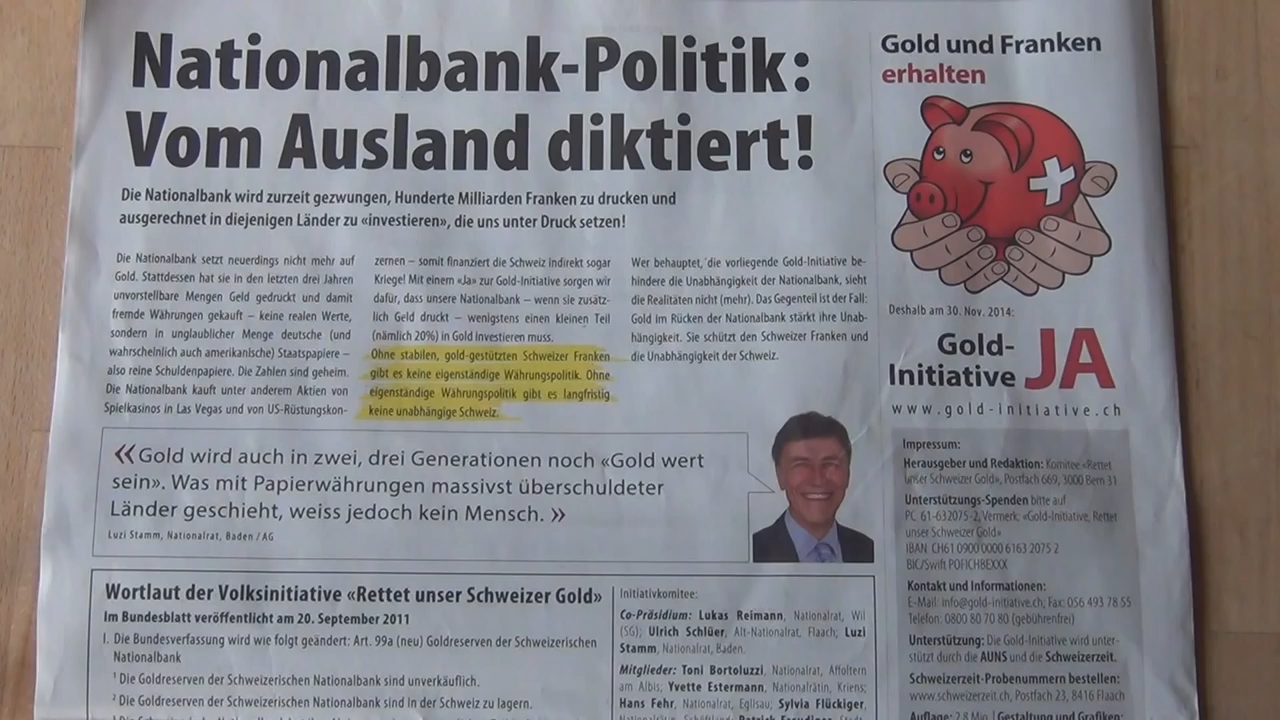 Nationalbank-Politik:
Vom Ausland diktiert!
Die Nationalbank wird zurzeit gezwungen, Hunderte Milliarden Franken zu drucken und
ausgerechnet in diejenigen Länder zu «investieren», die uns unter Druck setzen!
Die Nationalbank setzt neuerdings nicht mehr auf
Gold. Stattdessen hat sie in den letzten drei Jahren
unvorstellbare Mengen Geld gedruckt und damit
fremde Währungen gekauft – keine realen Werte,
sondern in unglaublicher Menge deutsche (und
wahrscheinlich auch amerikanische) Staatspapiere –
also reine Schuldenpapiere. Die Zahlen sind geheim.
Die Nationalbank kauft unter anderem Aktien von
Spielkasinos in Las Vegas und von US-Rüstungskon-
zernen – somit finanziert die Schweiz indirekt sogar
Kriege! Mit einem «Ja» zur Gold-Initiative sorgen wir
dafür, dass unsere Nationalbank – wenn sie zusätz-
lich Geld druckt – wenigstens einen kleinen Teil
(nämlich 20%) in Gold investieren muss.
Ohne stabilen, gold-gestützten Schweizer Franken
gibt es keine eigenständige Währungspolitik. Ohne
eigenständige Währungspolitik gibt es langfristig
keine unabhängige Schweiz.
Wer behauptet, die vorliegende Gold-Initiative be-
hindere die Unabhängigkeit der Nationalbank, sieht
die Realitäten nicht (mehr). Das Gegenteil ist der Fall:
Gold im Rücken der Nationalbank stärkt ihre Unab-
hängigkeit. Sie schützt den Schweizer Franken und
die Unabhängigkeit der Schweiz.
«Gold wird auch in zwei, drei Generationen noch «Gold wert
sein». Was mit Papierwährungen massivst überschuldeter
Länder geschieht, weiss jedoch kein Mensch. »
Luzi Stamm, Nationalrat, Baden / AG
Wortlaut der Volksinitiative «Rettet unser Schweizer Gold»
Im Bundesblatt veröffentlicht am 20. September 2011
I. Die Bundesverfassung wird wie folgt geändert: Art. 99a (neu) Goldreserven der Schweizerischen
Nationalbank
¹ Die Goldreserven der Schweizerischen Nationalbank sind unverkäuflich.
² Die Goldreserven der Schweizerischen Nationalbank sind in der Schweiz zu lagern.
Initiativkomitee:
Co-Präsidium: Lukas Reimann, Nationalrat, Wil
(SG); Ulrich Schlüer, Alt-Nationalrat, Flaach; Luzi
Stamm, Nationalrat, Baden.
Mitglieder: Toni Bortoluzzi, Nationalrat, Affoltern
am Albis; Yvette Estermann, Nationalrätin, Kriens;
Hans Fehr, Nationalrat, Eglisau; Sylvia Flückiger,
Gold und Franken
erhalten
Deshalb am 30. Nov. 2014:
Gold-
Initiative JA
www.gold-initiative.ch
Impressum:
Herausgeber und Redaktion: Komitee «Rettet
unser Schweizer Gold», Postfach 669, 3000 Bern 31
Unterstützungs-Spenden bitte auf
PC 61-632075-2, Vermerk: «Gold-Initiative, Rettet
unser Schweizer Gold»
IBAN CH61 0900 0000 6163 2075 2
BIC/Swift POFICHBEXXX
Kontakt und Informationen:
E-Mail: info@gold-initiative.ch; Fax: 056 493 78 55
Telefon: 0800 80 70 80 (gebührenfrei)
Unterstützung: Die Gold-Initiative wird unter-
stützt durch die AUNS und die Schweizerzeit.
Schweizerzeit-Probenummern bestellen:
www.schweizerzeit.ch, Postfach 23, 8416 Flaach
Auflage: 2,8 Mio. | Gestaltung und Grafiken: